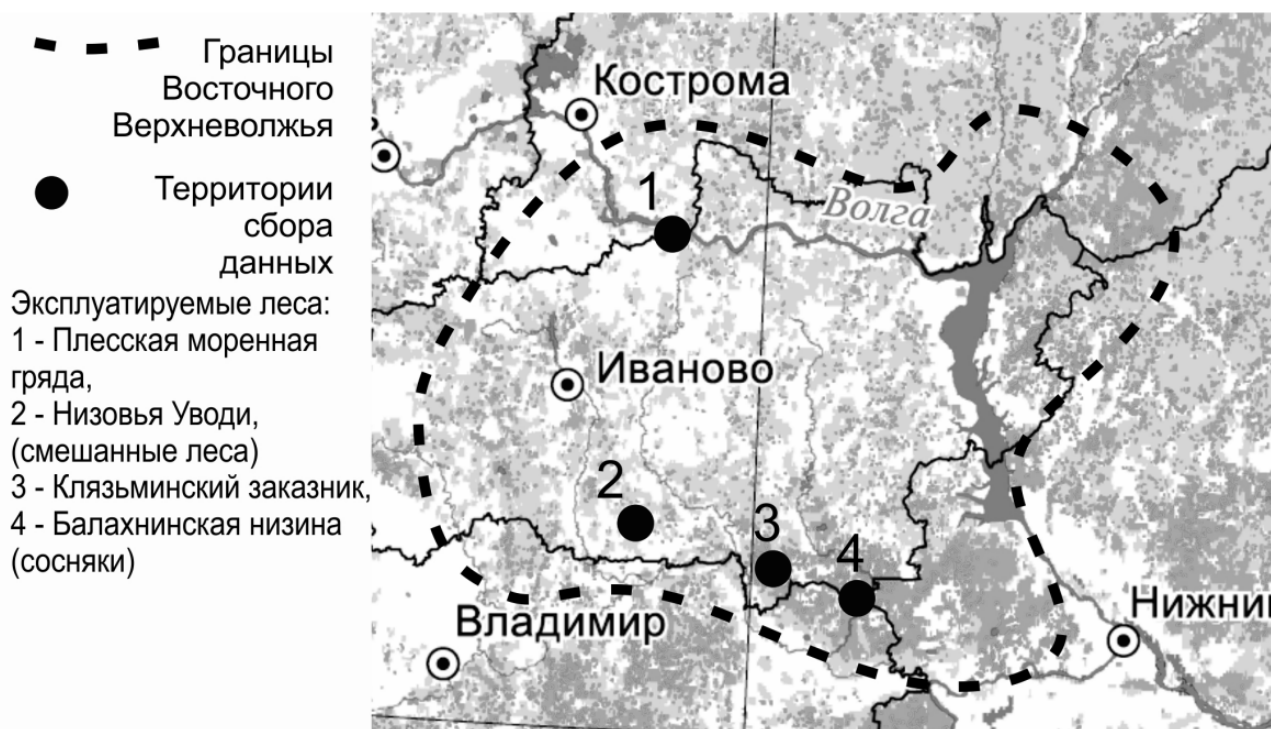 Границы
Восточного
Верхневолжья
Территории
сбора
данных
Эксплуатируемые леса:
1 - Плесская моренная
гряда,
2 - Низовья Уводи,
(смешанные леса)
3 - Клязьминский заказник,
4 - Балахнинская низина
(сосняки)
Кострома
1
Волга
Иваново
2
3
4
Владимир
Нижни